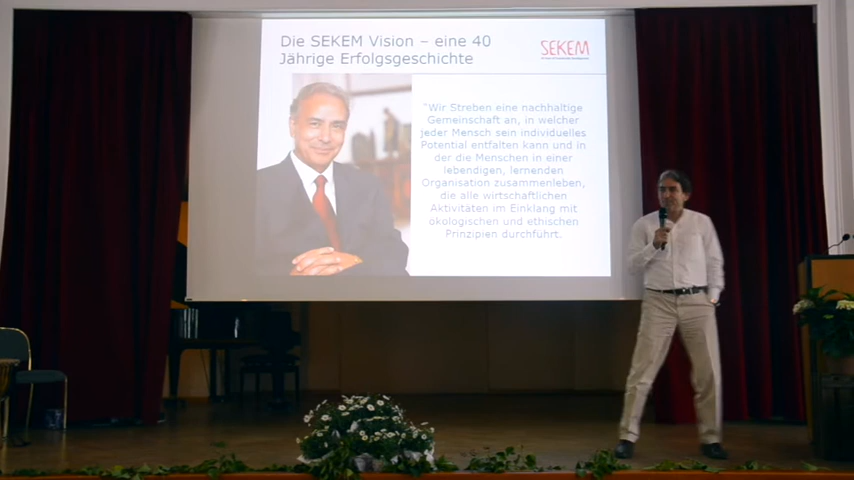 Die SEKEM Vision – eine 40
Jährige Erfolgsgeschichte
SEKEM
"Wir Streben eine nachhaltige
Gemeinschaft an, in welcher
jeder Mensch sein individuelles
Potential entfalten kann und in
der die Menschen in einer
lebendigen, lernenden
Organisation zusammenleben,
die alle wirtschaftlichen
Aktivitäten im Einklang mit
ökologischen und ethischen
Prinzipien durchführt.